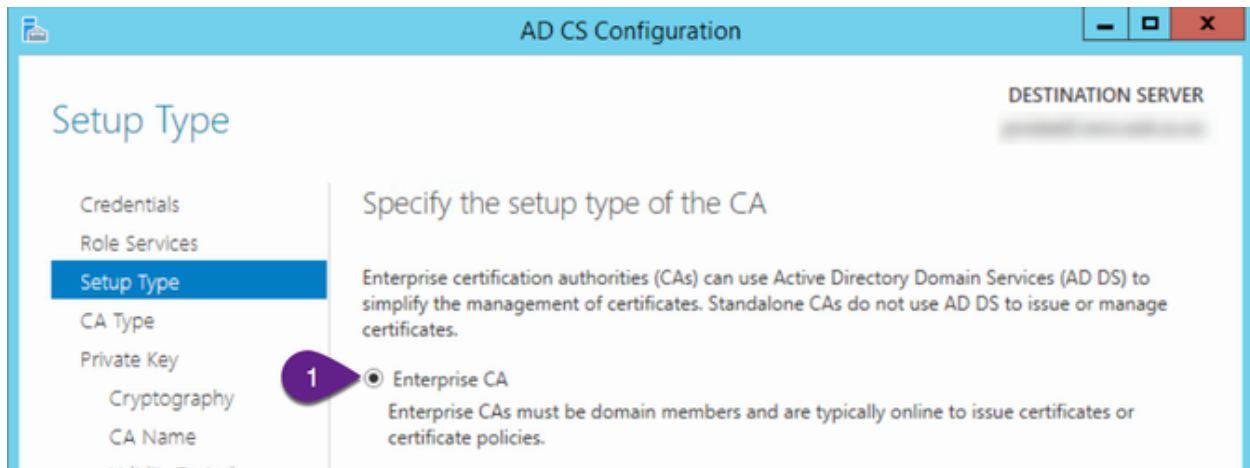 AD CS Configuration
Setup Type
DESTINATION SERVER
Credentials
Role Services
Setup Type
CA Type
Private Key
Cryptography
CA Name
Specify the setup type of the CA
Enterprise certification authorities (CAs) can use Active Directory Domain Services (AD DS) to
simplify the management of certificates. Standalone CAs do not use AD DS to issue or manage
certificates.
1
Enterprise CA
Enterprise CAs must be domain members and are typically online to issue certificates or
certificate policies.